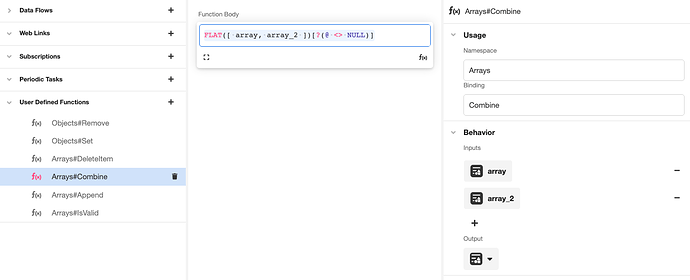 Data Flows
Web Links
Subscriptions
Periodic Tasks
User Defined Functions
f(x) Objects#Remove
f(x) Objects#Set
f(x) Arrays#DeleteItem
f(x) Arrays#Combine
f(x) Arrays#Append
f(x) Arrays#IsValid
Function Body
FLAT([ array, array_2 ])[?(@ <> NULL)]
f(x)
f(x) Arrays#Combine
Usage
Namespace
Arrays
Binding
Combine
Behavior
Inputs
array
array_2
Output